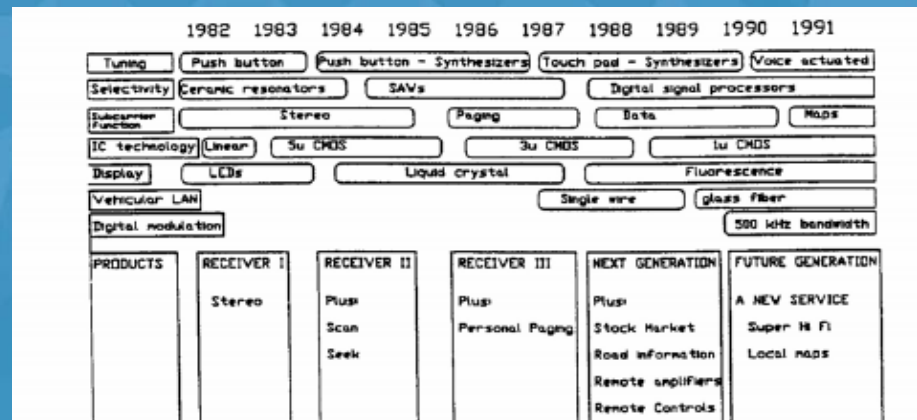 1982 1983 1984 1985 1986 1987 1988 1989 1990 1991
Tuning Push button Push button - Synthesizers Touch pad - Synthesizers Voice actuated
Selectivity Ceramic resonators SAWs Digital signal processors
Subcarrier Function Stereo Paging Data Maps
IC technology Linear 5u CMOS 3u CMOS 1u CMOS
Display LCDs Liquid crystal Fluorescence
Vehicular LAN Single wire glass fiber
Digital modulation 500 kHz bandwidth
PRODUCTS RECEIVER I RECEIVER II RECEIVER III NEXT GENERATION FUTURE GENERATION
Stereo Plus: Plus: Plus: A NEW SERVICE
Scan Personal Paging Stock Market Super Hi Fi
Seek Road information Local maps
Remote amplifiers
Remote Controls